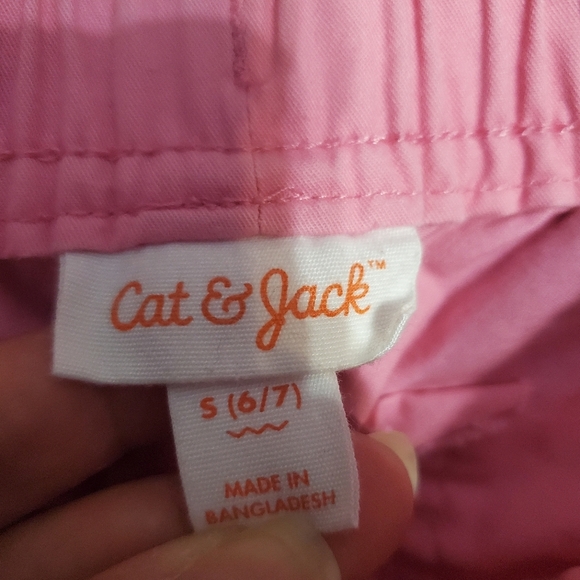 Cat & Jack™
S (6/7)
MADE IN
BANGLADESH